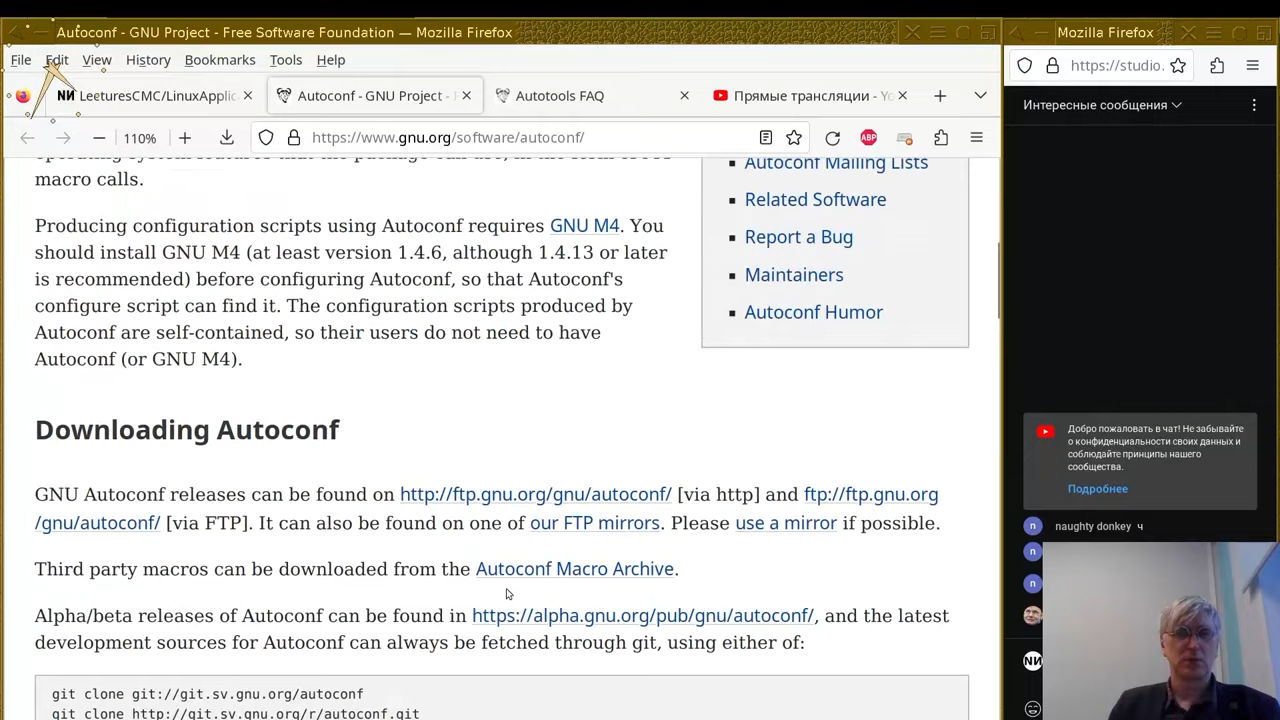 Autoconf - GNU Project - Free Software Foundation — Mozilla Firefox
File Edit View History Bookmarks Tools Help
LecturesCMC/LinuxApplic
Autoconf - GNU Project -
Autotools FAQ
Прямые трансляции - Yo
110%
https://www.gnu.org/software/autoconf/
ABP
macro calls.
Producing configuration scripts using Autoconf requires GNU M4. You
should install GNU M4 (at least version 1.4.6, although 1.4.13 or later
is recommended) before configuring Autoconf, so that Autoconf's
configure script can find it. The configuration scripts produced by
Autoconf are self-contained, so their users do not need to have
Autoconf (or GNU M4).
Autoconf Mailing Lists
Related Software
Report a Bug
Maintainers
Autoconf Humor
Downloading Autoconf
GNU Autoconf releases can be found on http://ftp.gnu.org/gnu/autoconf/ [via http] and ftp://ftp.gnu.org
/gnu/autoconf/ [via FTP]. It can also be found on one of our FTP mirrors. Please use a mirror if possible.
Third party macros can be downloaded from the Autoconf Macro Archive.
Alpha/beta releases of Autoconf can be found in https://alpha.gnu.org/pub/gnu/autoconf/, and the latest
development sources for Autoconf can always be fetched through git, using either of:
git clone git://git.sv.gnu.org/autoconf
git clone http://git.sv.gnu.org/r/autoconf.git
Mozilla Firefox
https://studio.
Интересные сообщения
Добро пожаловать в чат! Не забывайте
о конфиденциальности своих данных и
соблюдайте принципы нашего
сообщества.
Подробнее
n naughty donkey ч
n
n